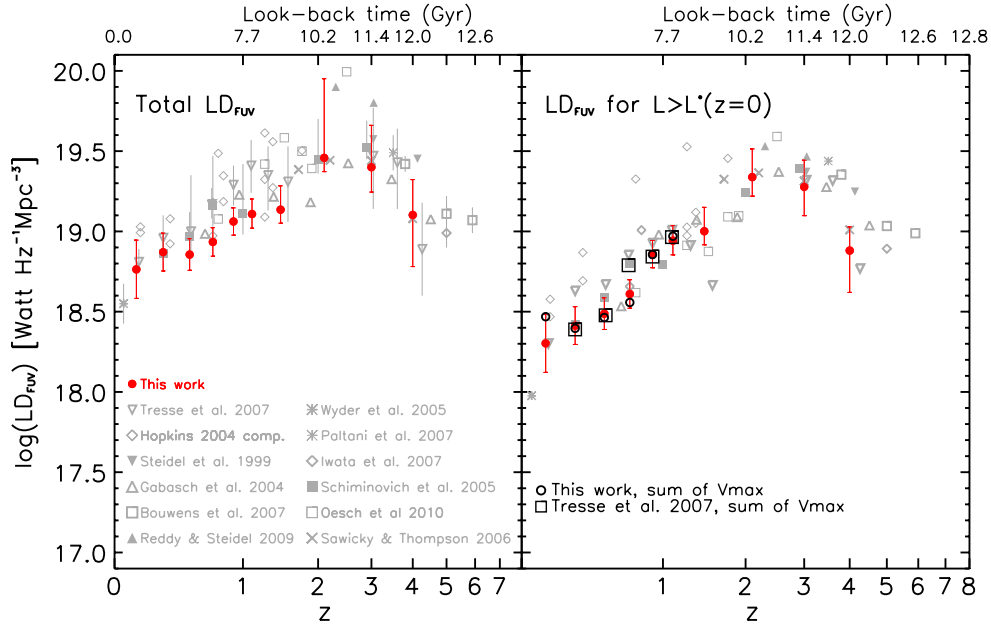 Look-back time (Gyr) Look-back time (Gyr)
0.0 7.7 10.2 11.4 12.0 12.6 7.7 10.2 11.4 12.0 12.6 12.8
Total LD_FUV
LD_FUV for L>L*(z=0)
log(LD_FUV) [Watt Hz⁻¹Mpc⁻³]
20.0
19.5
19.0
18.5
18.0
17.5
17.0
This work
Tresse et al. 2007 Wyder et al. 2005
Hopkins 2004 comp. Paltani et al. 2007
Steidel et al. 1999 Iwata et al. 2007
Gabasch et al. 2004 Schiminovich et al. 2005
Bouwens et al. 2007 Oesch et al 2010
Reddy & Steidel 2009 Sawicky & Thompson 2006
This work, sum of Vmax
Tresse et al. 2007, sum of Vmax
0 1 2 3 4 5 6 7 1 2 3 4 5 6 7 8
z z